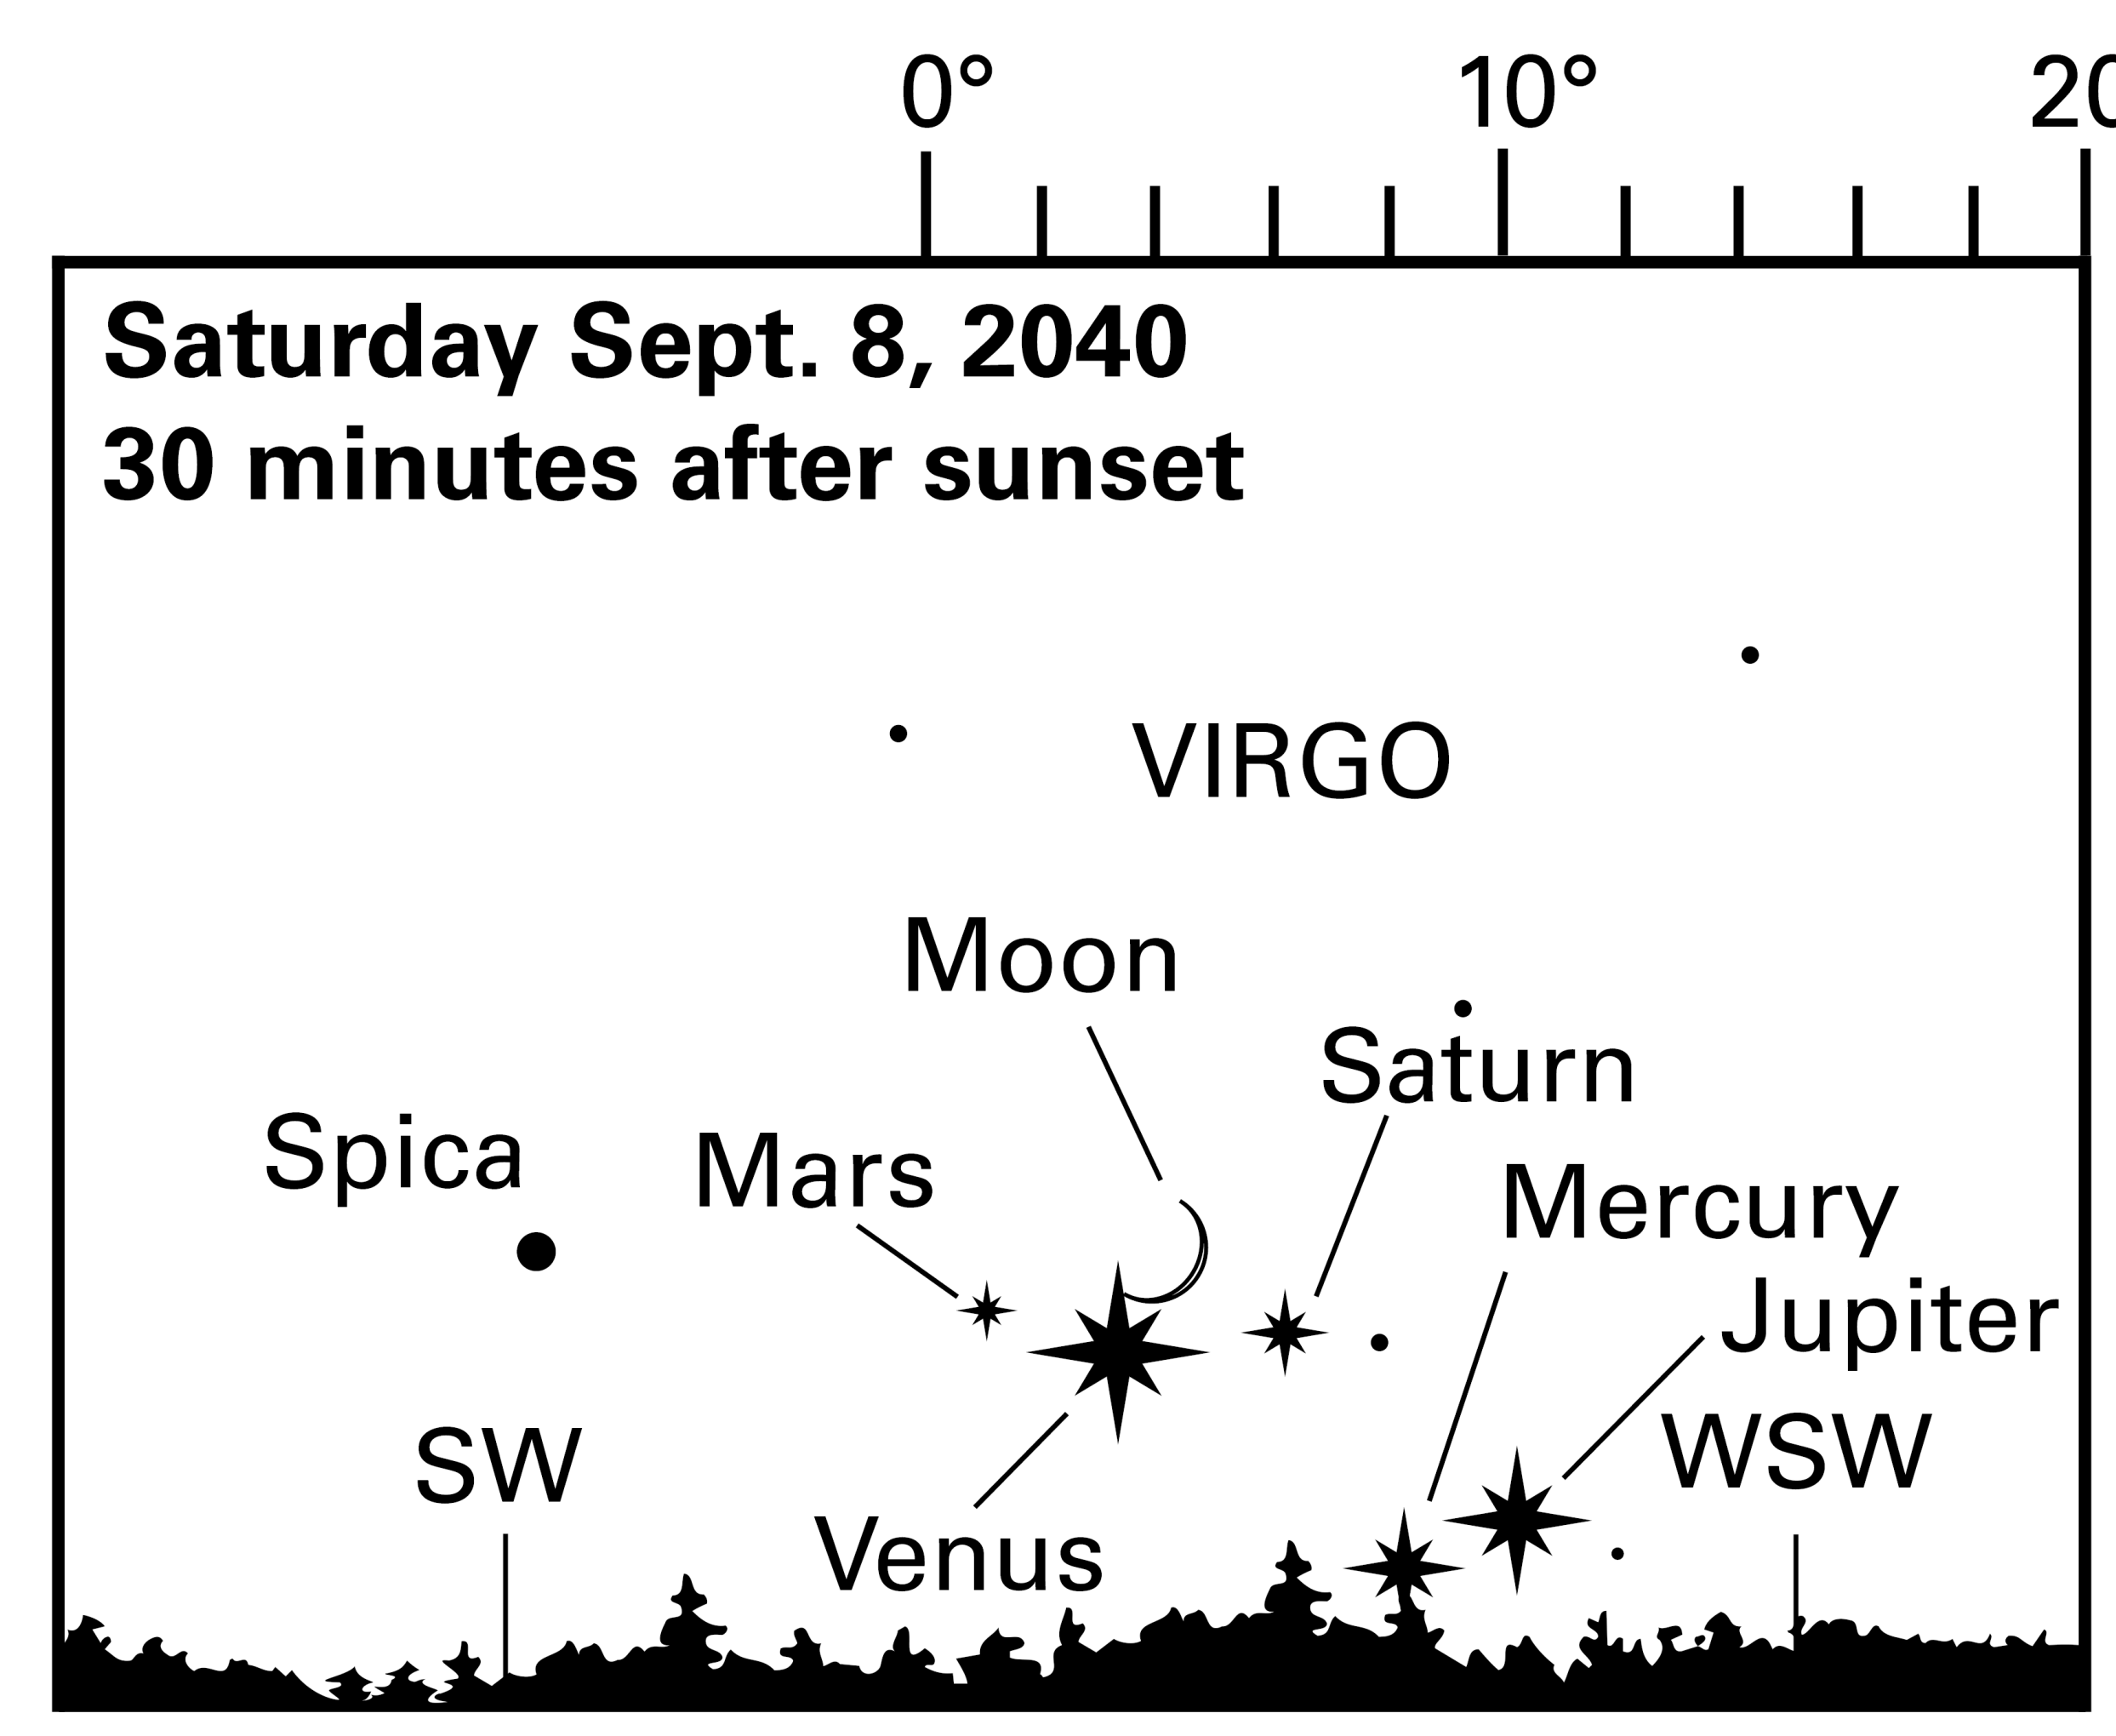 0° 10° 20
Saturday Sept. 8, 2040
30 minutes after sunset
VIRGO
Moon
Saturn
Spica
Mars
Mercury
Jupiter
SW
WSW
Venus